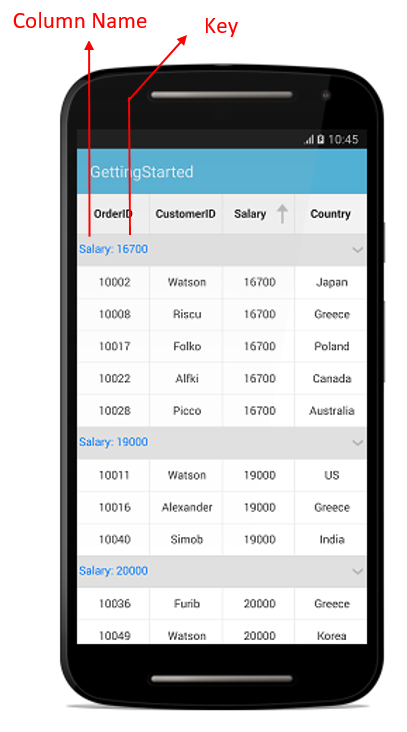 Column Name
Key
10:45
GettingStarted
OrderID CustomerID Salary Country
Salary: 16700
10002 Watson 16700 Japan
10008 Riscu 16700 Greece
10017 Folko 16700 Poland
10022 Alfki 16700 Canada
10028 Picco 16700 Australia
Salary: 19000
10011 Watson 19000 US
10016 Alexander 19000 Greece
10040 Simob 19000 India
Salary: 20000
10036 Furib 20000 Greece
10049 Watson 20000 Korea